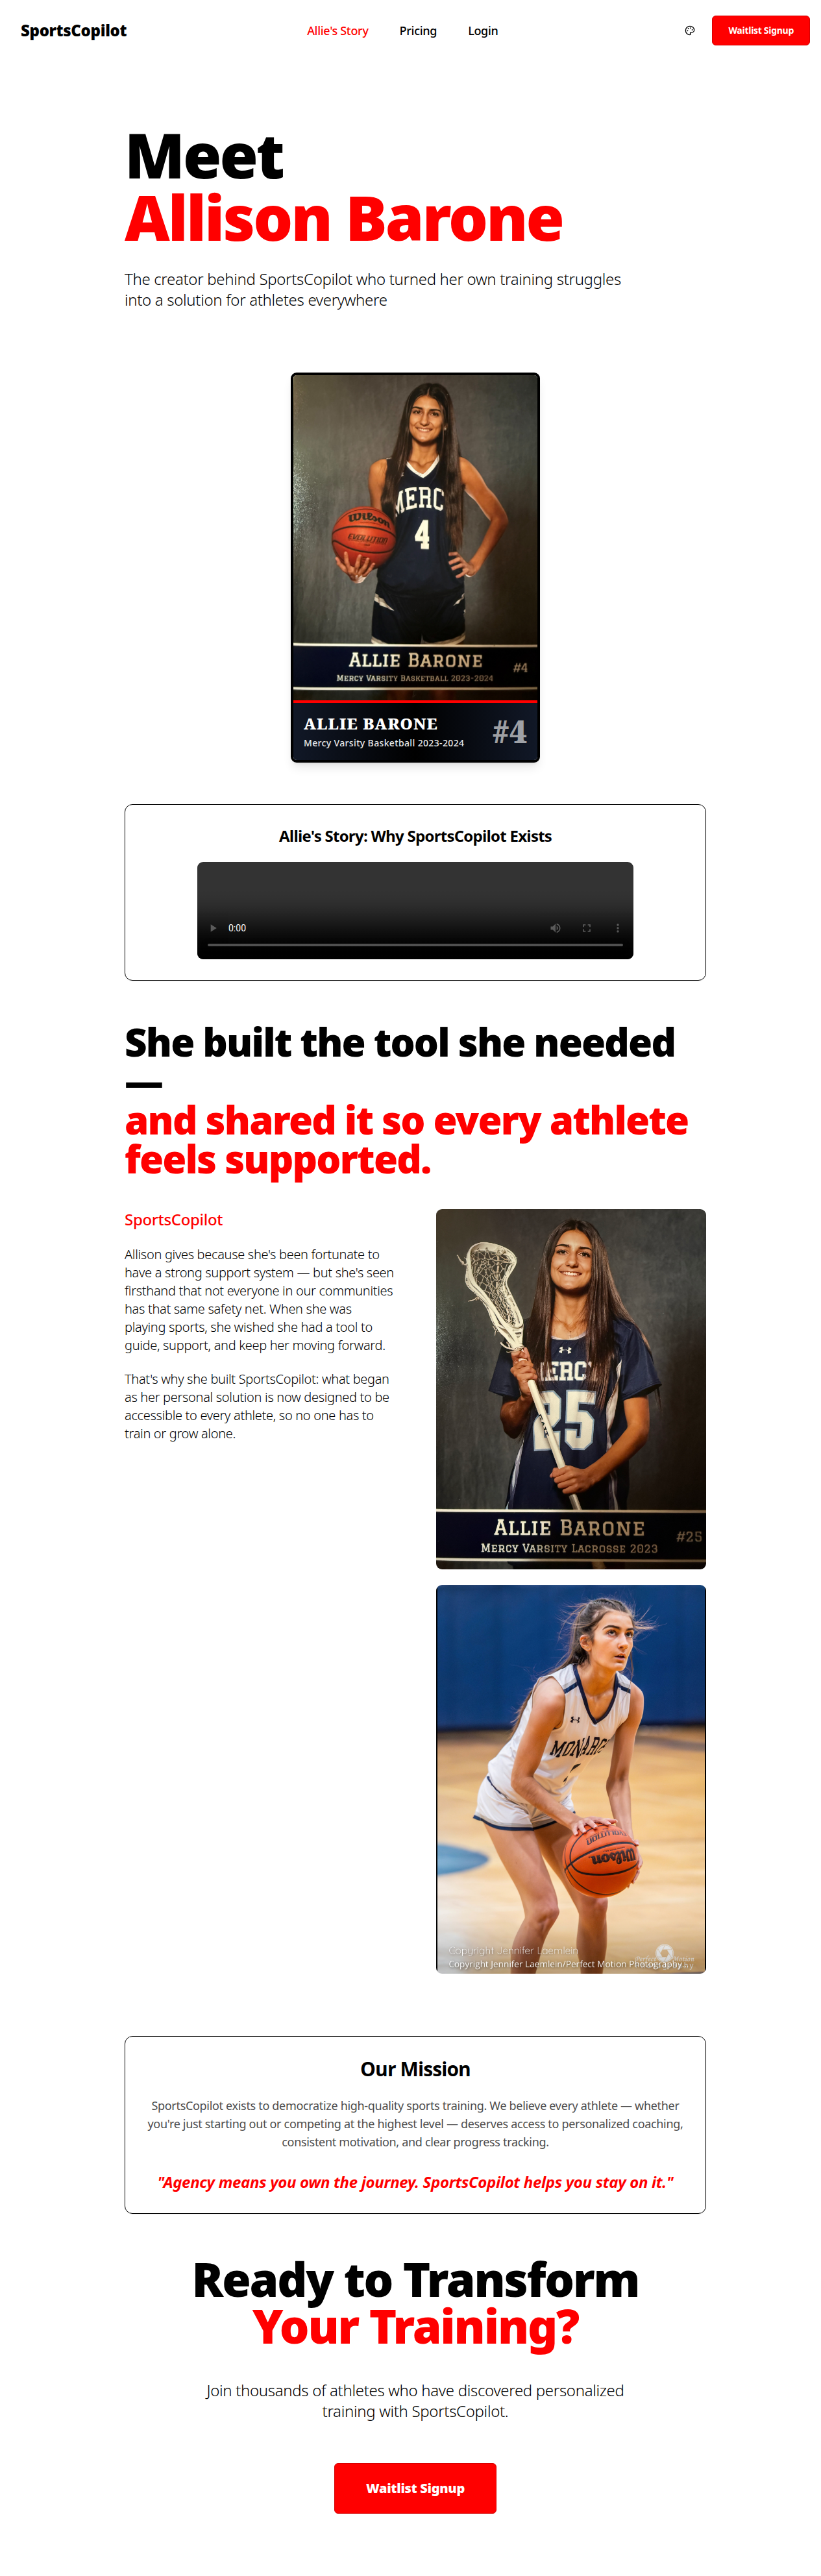 SportsCopilot
Allie's Story
Pricing
Login
Waitlist Signup
Meet
Allison Barone
The creator behind SportsCopilot who turned her own training struggles
into a solution for athletes everywhere
Wilson
EVOLUTION
MERC
4
ALLIE BARONE
#4
MERCY VARSITY BASKETBALL 2023-2024
ALLIE BARONE
#4
Mercy Varsity Basketball 2023-2024
Allie's Story: Why SportsCopilot Exists
0:00
She built the tool she needed
—
and shared it so every athlete
feels supported.
SportsCopilot
Allison gives because she's been fortunate to
have a strong support system — but she's seen
firsthand that not everyone in our communities
has that same safety net. When she was
playing sports, she wished she had a tool to
guide, support, and keep her moving forward.
That's why she built SportsCopilot: what began
as her personal solution is now designed to be
accessible to every athlete, so no one has to
train or grow alone.
MERC
25
ALLIE BARONE
#25
MERCY VARSITY LACROSSE 2023
MONARC
Wilson
Copyright Jennifer Laemlein
Copyright Jennifer Laemlein/Perfect Motion Photography
Our Mission
SportsCopilot exists to democratize high-quality sports training. We believe every athlete — whether
you're just starting out or competing at the highest level — deserves access to personalized coaching,
consistent motivation, and clear progress tracking.
"Agency means you own the journey. SportsCopilot helps you stay on it."
Ready to Transform
Your Training?
Join thousands of athletes who have discovered personalized
training with SportsCopilot.
Waitlist Signup